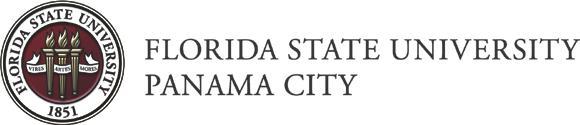 FLORIDA STATE UNIVERSITY
VIRES ARTES MORES
1851
FLORIDA STATE UNIVERSITY
PANAMA CITY